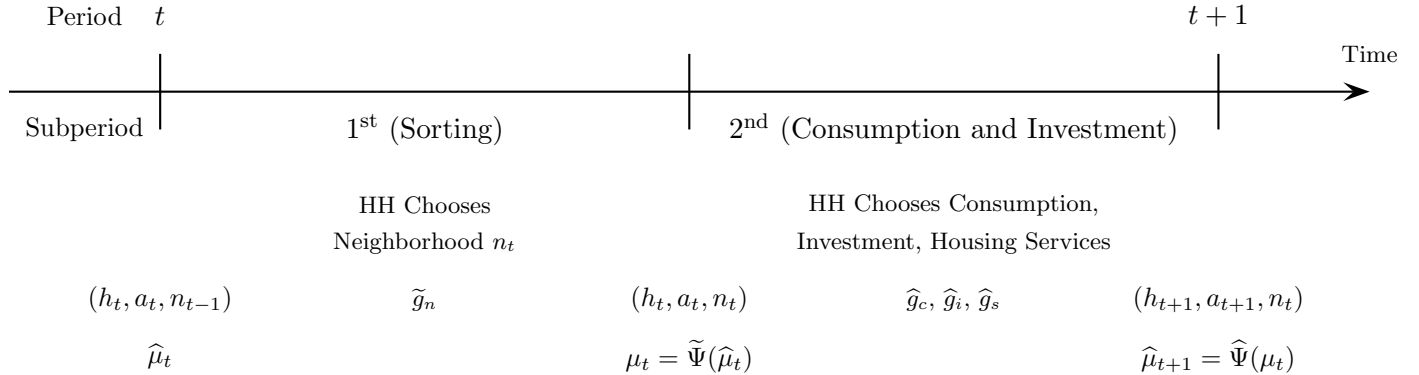 Period t t + 1
Time
Subperiod 1st (Sorting) 2nd (Consumption and Investment)
HH Chooses HH Chooses Consumption,
Neighborhood n_t Investment, Housing Services
(h_t, a_t, n_{t−1}) g̃_n (h_t, a_t, n_t) ĝ_c, ĝ_i, ĝ_s (h_{t+1}, a_{t+1}, n_t)
μ̂_t μ_t = Ψ̃(μ̂_t) μ̂_{t+1} = Ψ̂(μ_t)